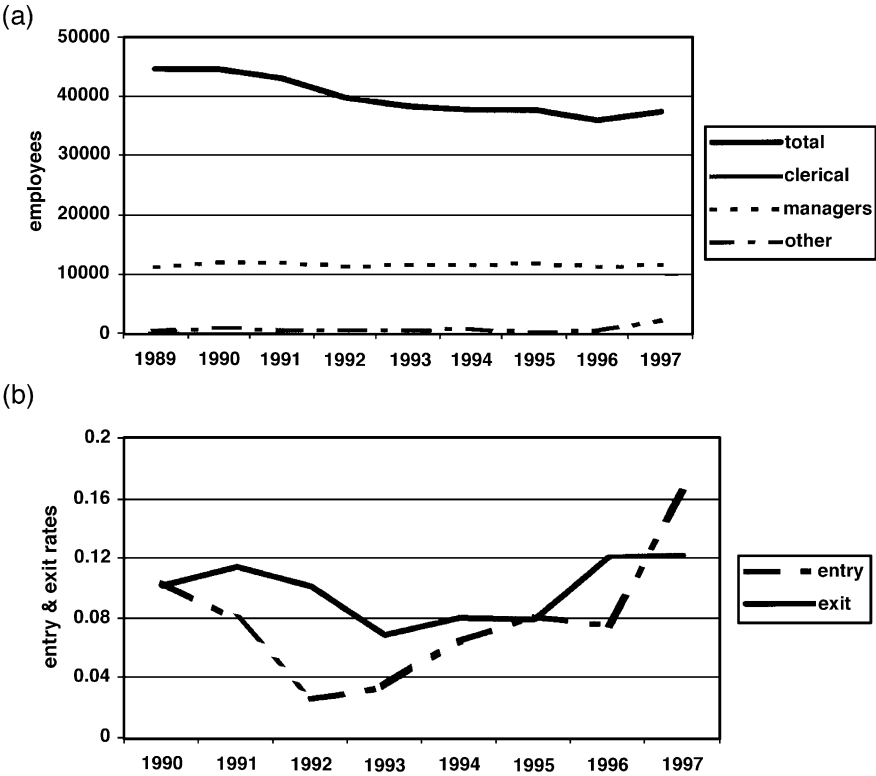 (a)
50000
40000
30000
20000
10000
0
employees
1989 1990 1991 1992 1993 1994 1995 1996 1997
total
clerical
managers
other
(b)
0.2
0.16
0.12
0.08
0.04
0
entry & exit rates
1990 1991 1992 1993 1994 1995 1996 1997
entry
exit